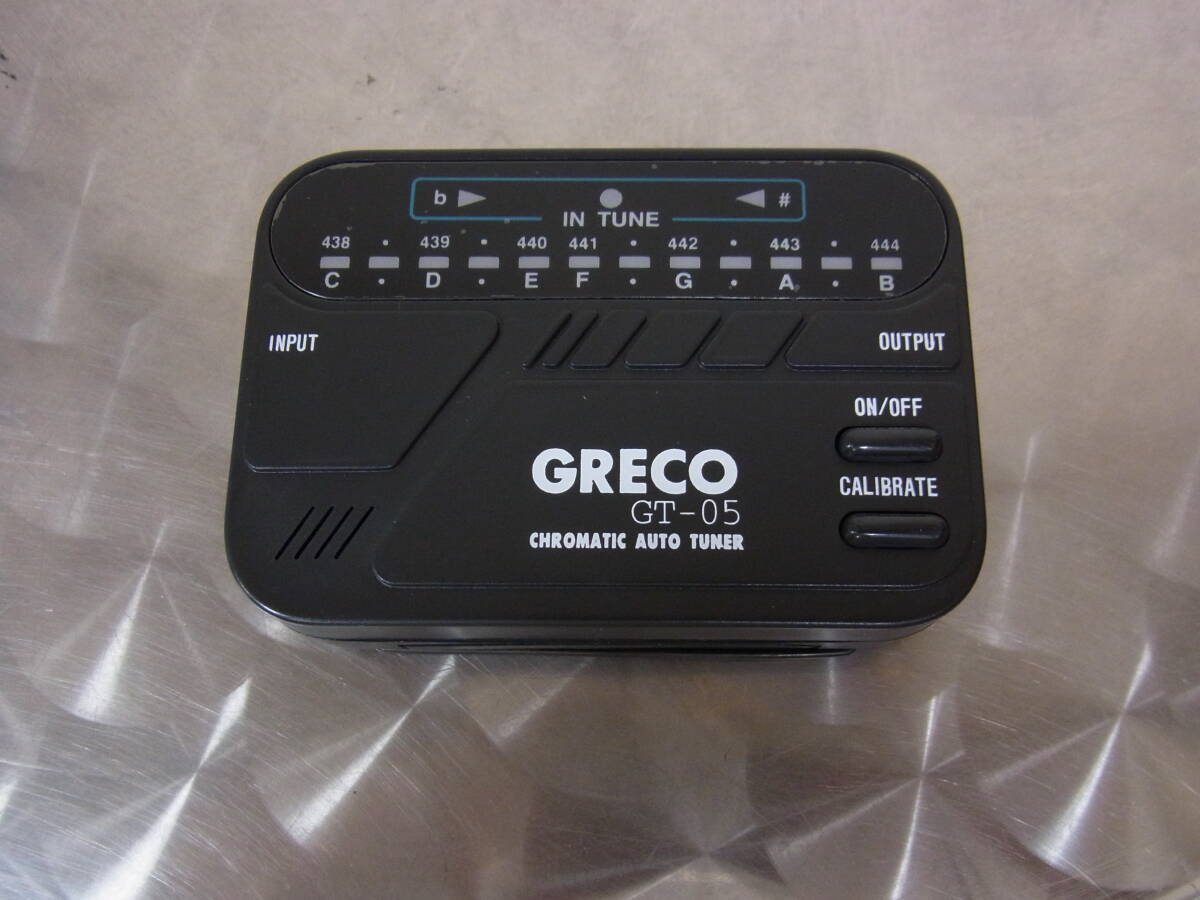 b #
IN TUNE
438 • 439 • 440 441 • 442 • 443 • 444
C • D • E F • G • A • B
INPUT
OUTPUT
ON/OFF
CALIBRATE
GRECO
GT-05
CHROMATIC AUTO TUNER